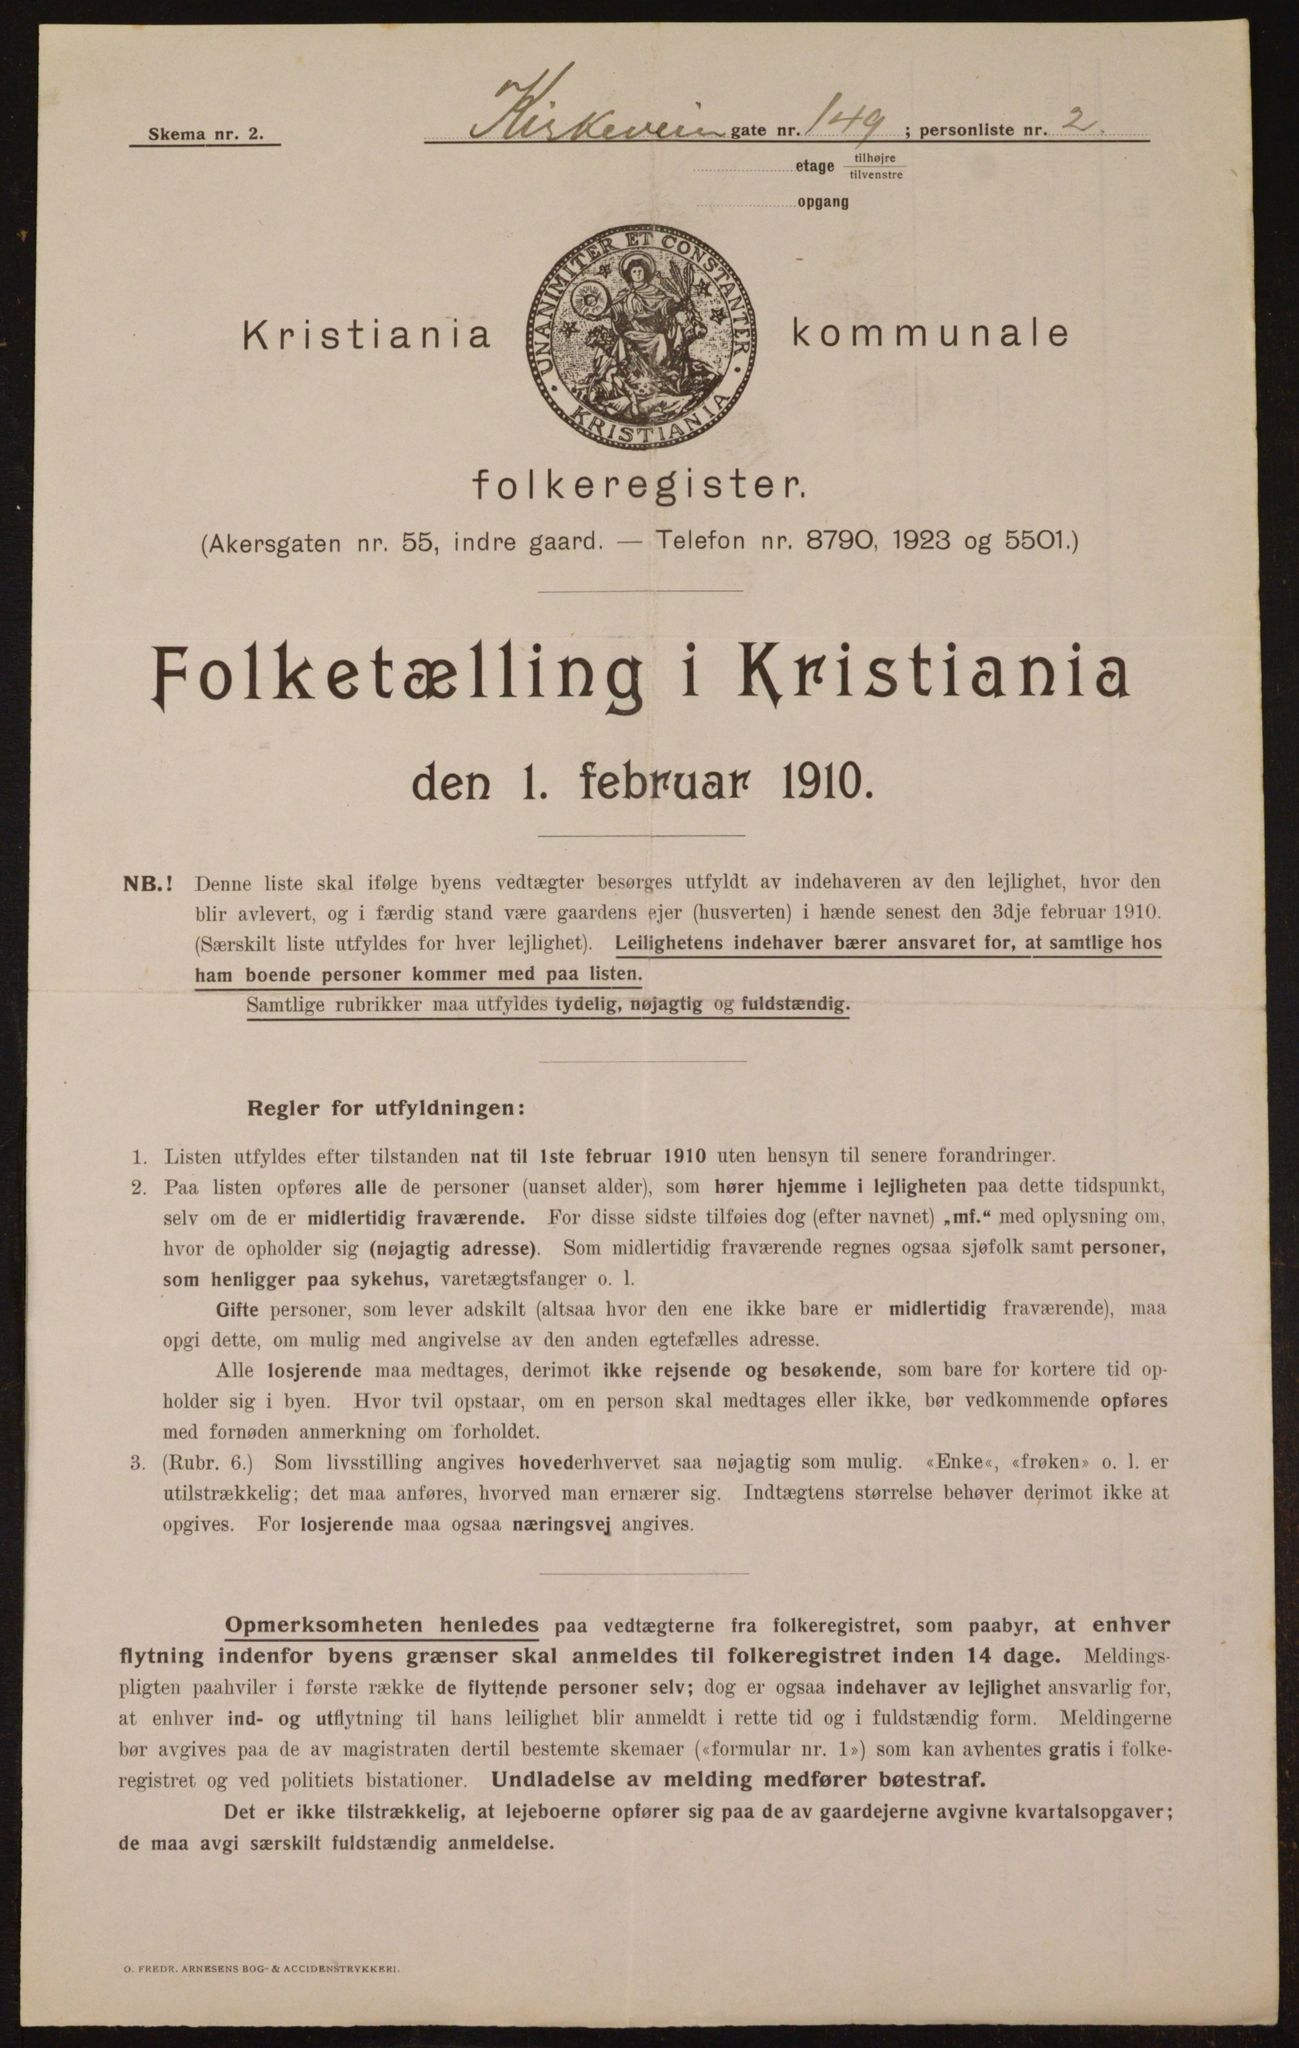 Skema nr. 2.
Kirkeveien gate nr. 149; personliste nr. 2.
etage tilhøjre
tilvenstre
opgang
UNANIMITER ET CONSTANTER
KRISTIANIA
Kristiania kommunale
folkeregister.
(Akersgaten nr. 55, indre gaard. — Telefon nr. 8790, 1923 og 5501.)
Folketælling i Kristiania
den 1. februar 1910.
NB.! Denne liste skal ifølge byens vedtægter besørges utfyldt av indehaveren av den lejlighet, hvor den
blir avlevert, og i færdig stand være gaardens ejer (husverten) i hænde senest den 3dje februar 1910.
(Særskilt liste utfyldes for hver lejlighet). Leilighetens indehaver bærer ansvaret for, at samtlige hos
ham boende personer kommer med paa listen.
Samtlige rubrikker maa utfyldes tydelig, nøjagtig og fuldstændig.
Regler for utfyldningen:
1. Listen utfyldes efter tilstanden nat til 1ste februar 1910 uten hensyn til senere forandringer.
2. Paa listen opføres alle de personer (uanset alder), som hører hjemme i lejligheten paa dette tidspunkt,
selv om de er midlertidig fraværende. For disse sidste tilføies dog (efter navnet) „mf.“ med oplysning om,
hvor de opholder sig (nøjagtig adresse). Som midlertidig fraværende regnes ogsaa sjøfolk samt personer,
som henligger paa sykehus, varetægtsfanger o. l.
Gifte personer, som lever adskilt (altsaa hvor den ene ikke bare er midlertidig fraværende), maa
opgi dette, om mulig med angivelse av den anden egtefælles adresse.
Alle losjerende maa medtages, derimot ikke rejsende og besøkende, som bare for kortere tid op-
holder sig i byen. Hvor tvil opstaar, om en person skal medtages eller ikke, bør vedkommende opføres
med fornøden anmerkning om forholdet.
3. (Rubr. 6.) Som livsstilling angives hovederhvervet saa nøjagtig som mulig. «Enke«, «frøken» o. l. er
utilstrækkelig; det maa anføres, hvorved man ernærer sig. Indtægtens størrelse behøver derimot ikke at
opgives. For losjerende maa ogsaa næringsvej angives.
Opmerksomheten henledes paa vedtægterne fra folkeregistret, som paabyr, at enhver
flytning indenfor byens grænser skal anmeldes til folkeregistret inden 14 dage. Meldings-
pligten paahviler i første række de flyttende personer selv; dog er ogsaa indehaver av lejlighet ansvarlig for,
at enhver ind- og utflytning til hans leilighet blir anmeldt i rette tid og i fuldstændig form. Meldingerne
bør avgives paa de av magistraten dertil bestemte skemaer («formular nr. 1») som kan avhentes gratis i folke-
registret og ved politiets bistationer. Undladelse av melding medfører bøtestraf.
Det er ikke tilstrækkelig, at lejeboerne opfører sig paa de av gaardejerne avgivne kvartalsopgaver;
de maa avgi særskilt fuldstændig anmeldelse.
O. FREDR. ARNESENS BOG- & ACCIDENSTRYKKERI.